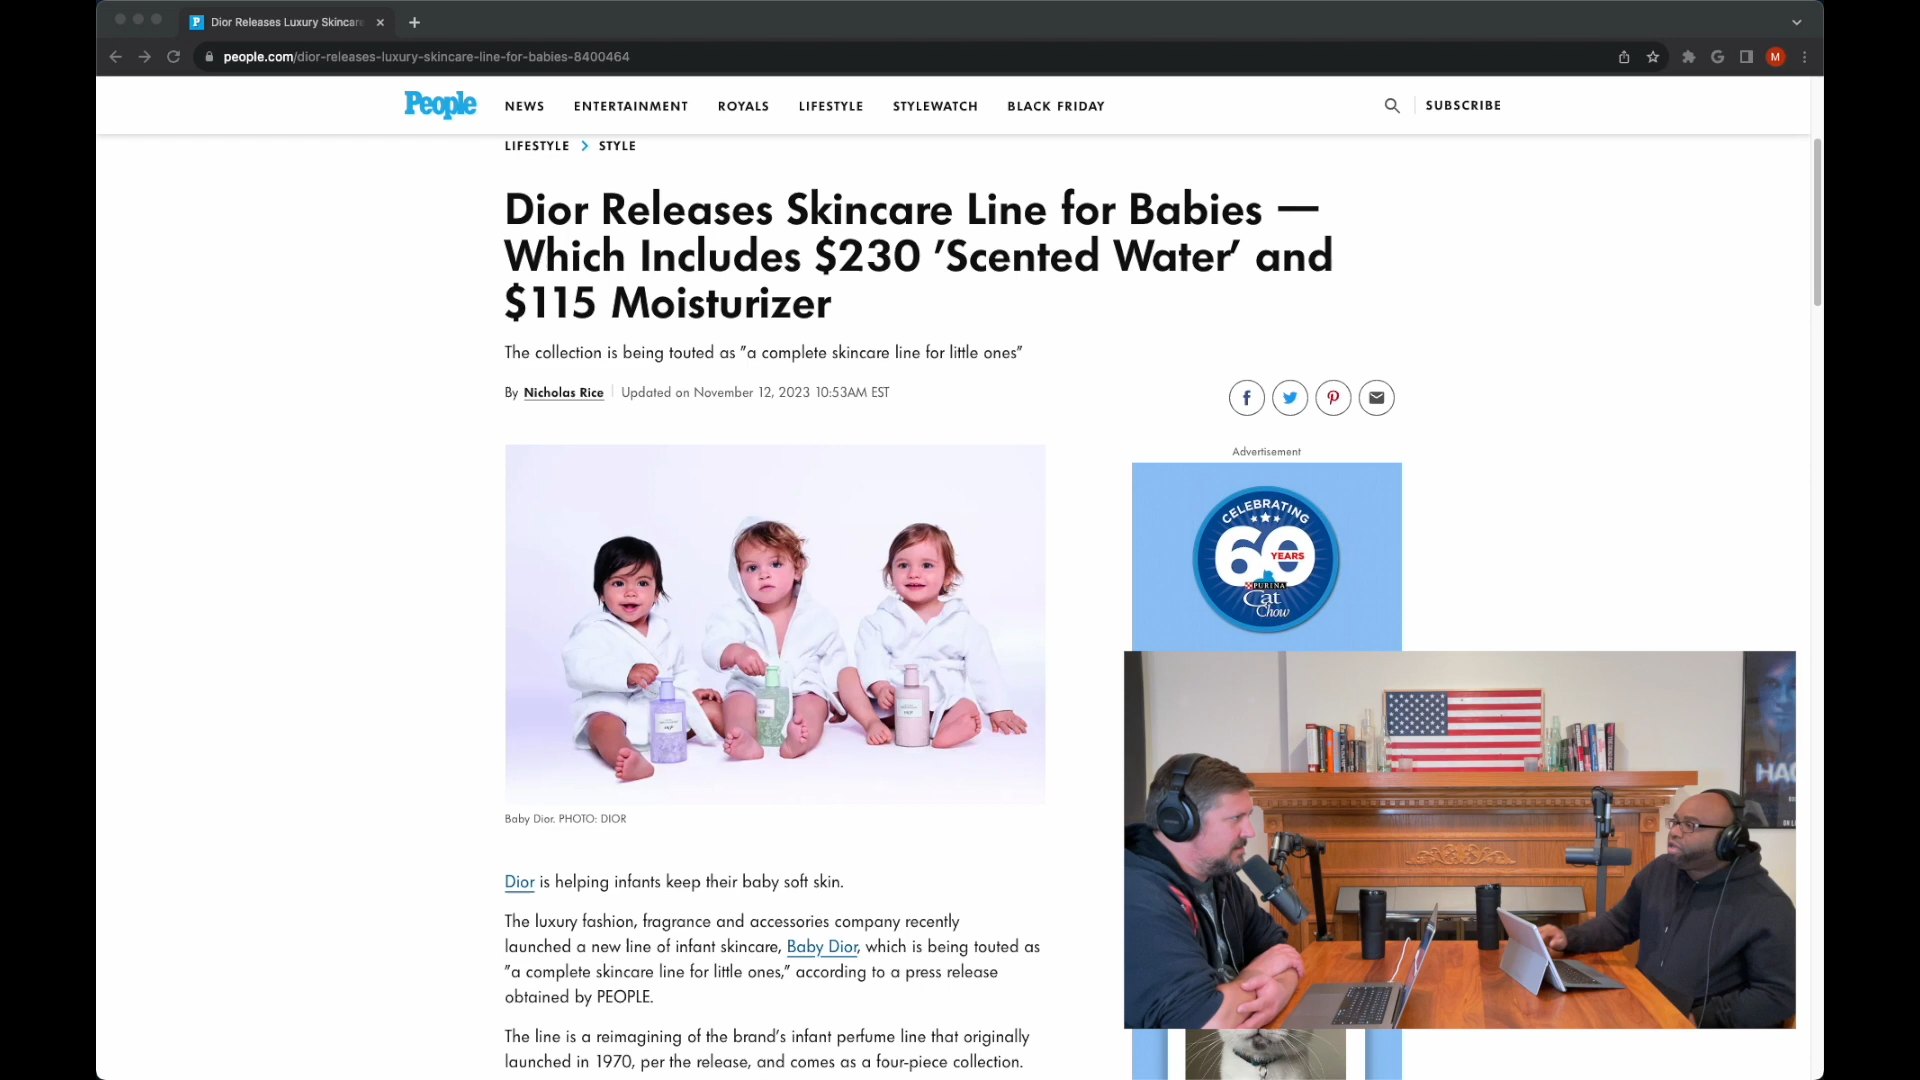 Dior Releases Luxury Skincare
people.com/dior-releases-luxury-skincare-line-for-babies-8400464
M
People
NEWS ENTERTAINMENT ROYALS LIFESTYLE STYLEWATCH BLACK FRIDAY
SUBSCRIBE
LIFESTYLE > STYLE
Dior Releases Skincare Line for Babies —
Which Includes $230 'Scented Water' and
$115 Moisturizer
The collection is being touted as "a complete skincare line for little ones"
By Nicholas Rice Updated on November 12, 2023 10:53AM EST
Advertisement
CELEBRATING
60
YEARS
PURINA
Cat
Chow
Baby Dior. PHOTO: DIOR
Dior is helping infants keep their baby soft skin.
The luxury fashion, fragrance and accessories company recently
launched a new line of infant skincare, Baby Dior, which is being touted as
"a complete skincare line for little ones," according to a press release
obtained by PEOPLE.
The line is a reimagining of the brand's infant perfume line that originally
launched in 1970, per the release, and comes as a four-piece collection.